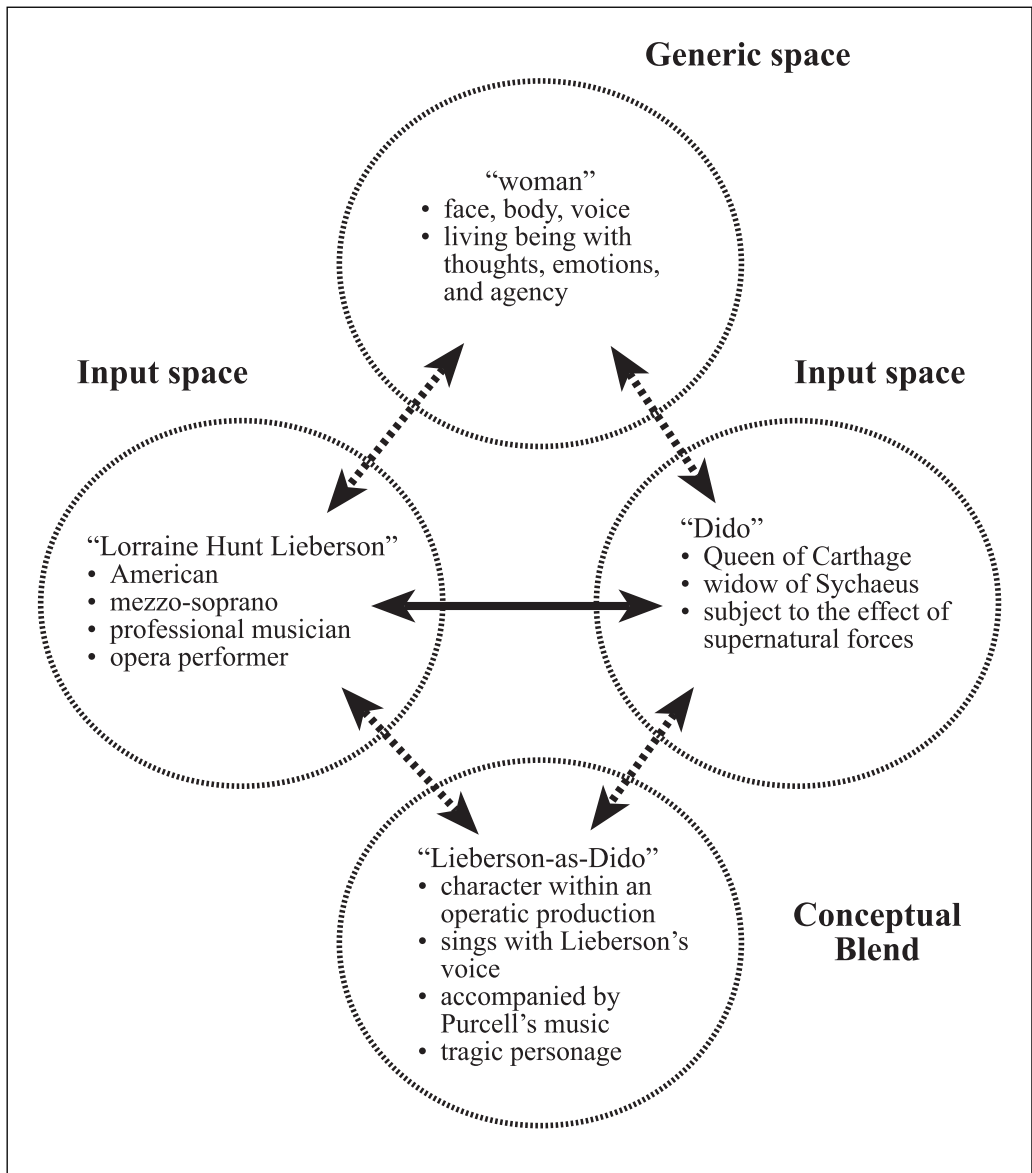 Generic space
“woman”
• face, body, voice
• living being with
thoughts, emotions,
and agency
Input space
“Lorraine Hunt Lieberson”
• American
• mezzo-soprano
• professional musician
• opera performer
Input space
“Dido”
• Queen of Carthage
• widow of Sychaeus
• subject to the effect of
supernatural forces
“Lieberson-as-Dido”
• character within an
operatic production
• sings with Lieberson’s
voice
• accompanied by
Purcell’s music
• tragic personage
Conceptual
Blend